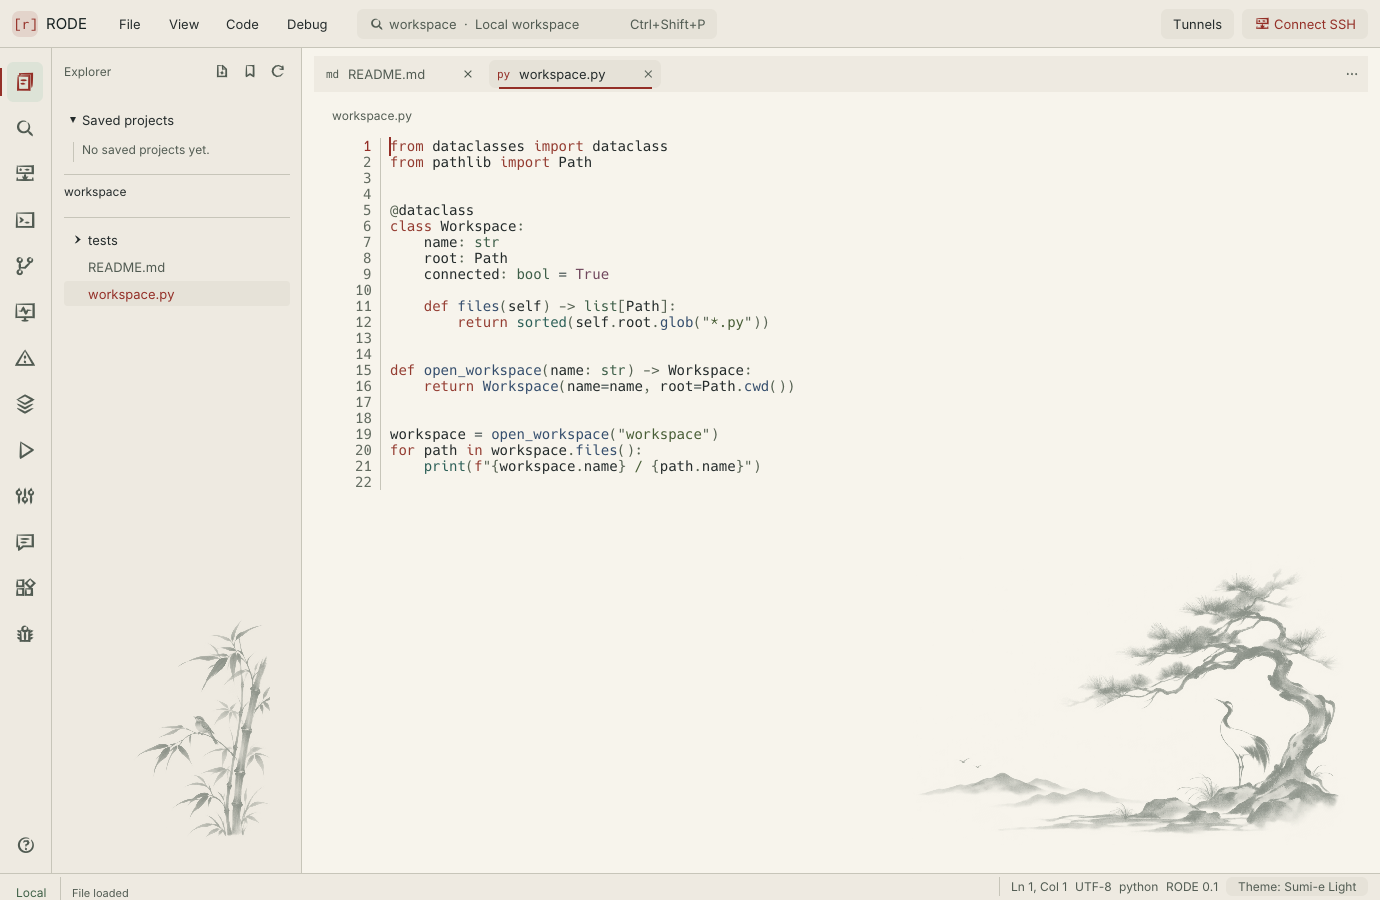 [r] RODE File View Code Debug workspace · Local workspace Ctrl+Shift+P Tunnels Connect SSH
Explorer
Saved projects
No saved projects yet.
workspace
tests
README.md
workspace.py
md README.md × py workspace.py × ...
workspace.py
1 from dataclasses import dataclass
2 from pathlib import Path
3
4
5 @dataclass
6 class Workspace:
7     name: str
8     root: Path
9     connected: bool = True
10
11     def files(self) -> list[Path]:
12         return sorted(self.root.glob("*.py"))
13
14
15 def open_workspace(name: str) -> Workspace:
16     return Workspace(name=name, root=Path.cwd())
17
18
19 workspace = open_workspace("workspace")
20 for path in workspace.files():
21     print(f"{workspace.name} / {path.name}")
22
Local File loaded Ln 1, Col 1 UTF-8 python RODE 0.1 Theme: Sumi-e Light